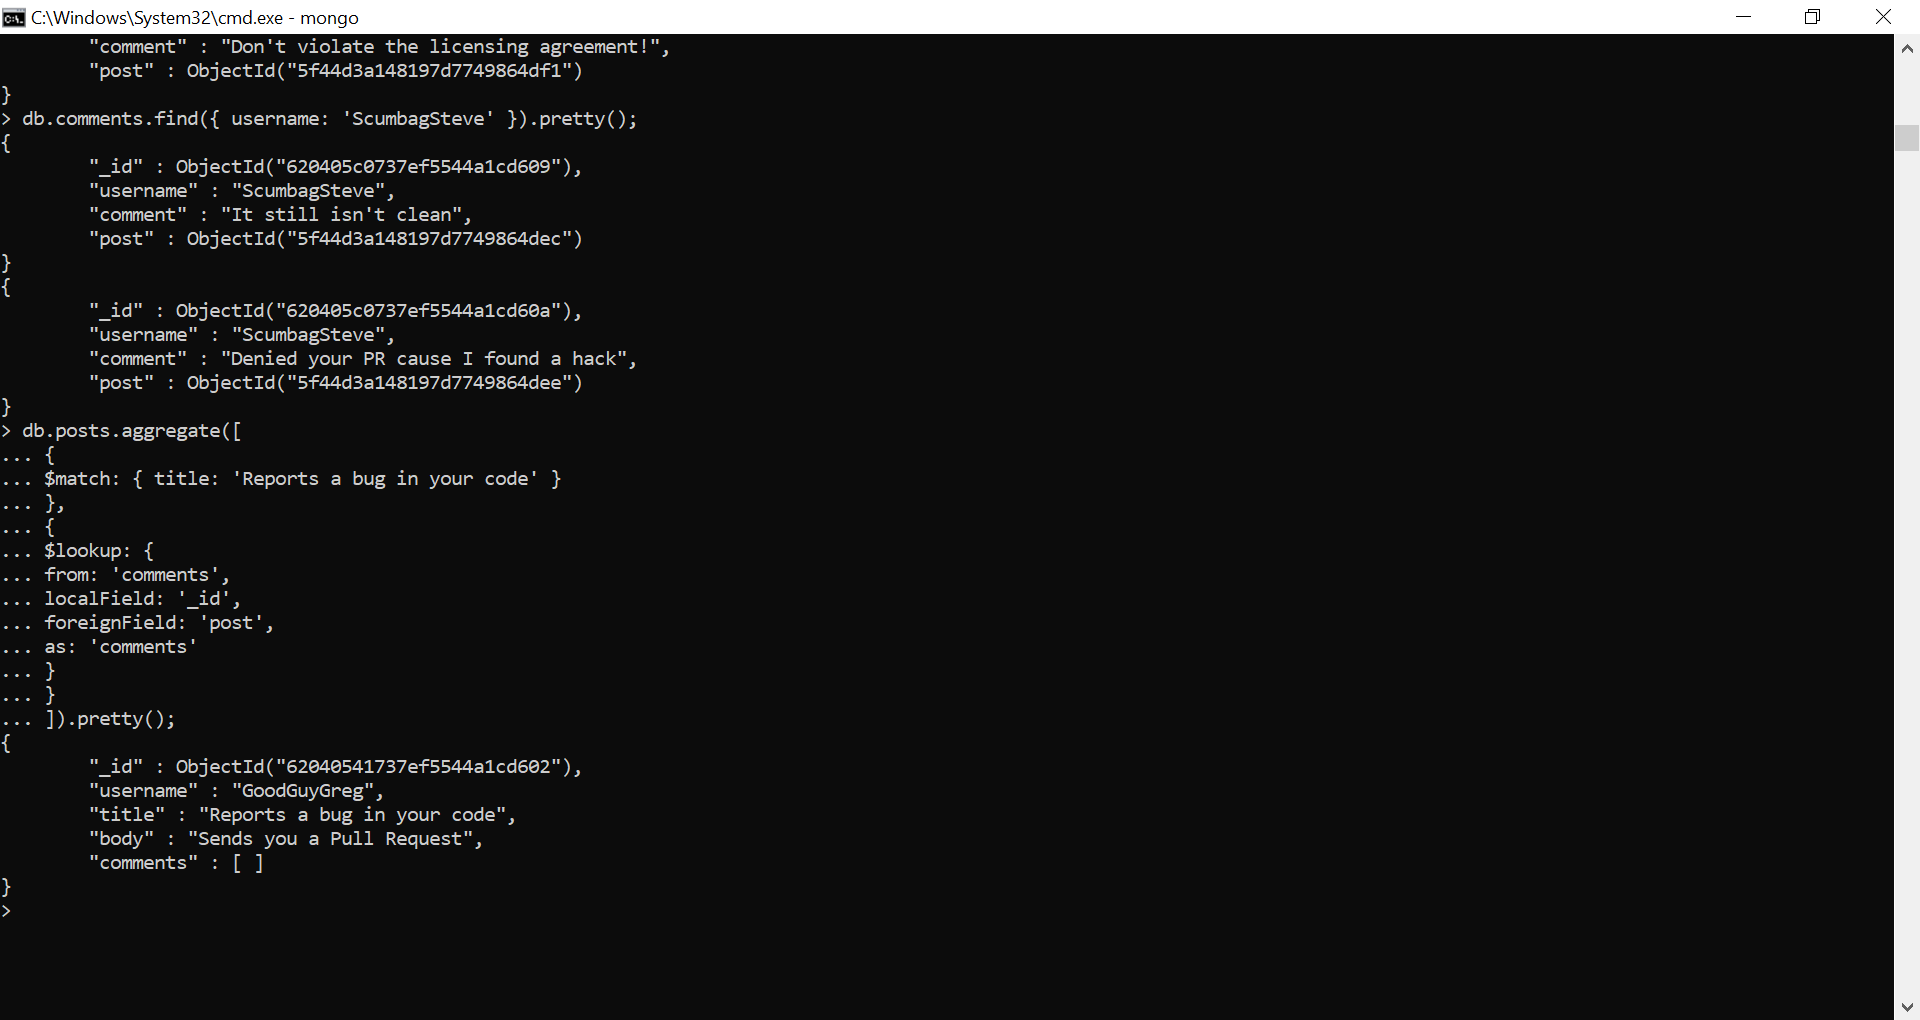 C:\Windows\System32\cmd.exe - mongo
"comment" : "Don't violate the licensing agreement!",
"post" : ObjectId("5f44d3a148197d7749864df1")
}
> db.comments.find({ username: 'ScumbagSteve' }).pretty();
{
"_id" : ObjectId("620405c0737ef5544a1cd609"),
"username" : "ScumbagSteve",
"comment" : "It still isn't clean",
"post" : ObjectId("5f44d3a148197d7749864dec")
}
{
"_id" : ObjectId("620405c0737ef5544a1cd60a"),
"username" : "ScumbagSteve",
"comment" : "Denied your PR cause I found a hack",
"post" : ObjectId("5f44d3a148197d7749864dee")
}
> db.posts.aggregate([
... {
... $match: { title: 'Reports a bug in your code' }
... },
... {
... $lookup: {
... from: 'comments',
... localField: '_id',
... foreignField: 'post',
... as: 'comments'
... }
... }
... ]).pretty();
{
"_id" : ObjectId("62040541737ef5544a1cd602"),
"username" : "GoodGuyGreg",
"title" : "Reports a bug in your code",
"body" : "Sends you a Pull Request",
"comments" : [ ]
}
>